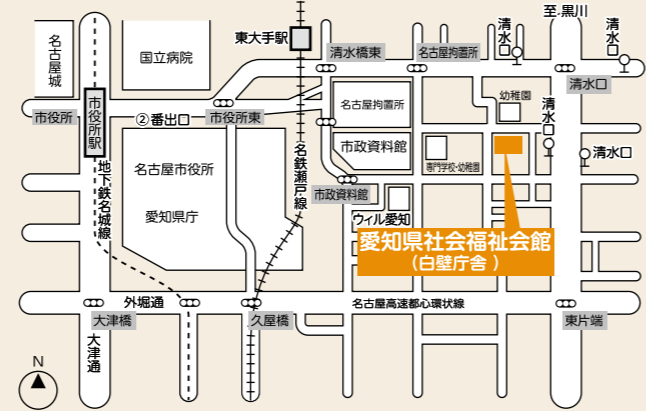 至 黒川
清水口
清水口
東大手駅
清水橋東
名古屋拘置所
名古屋城
国立病院
清水口
幼稚園
清水口
名古屋拘置所
市役所
市役所駅
②番出口
市役所東
市政資料館
専門学校・幼稚園
清水口
名古屋市役所
地下鉄名城線
名鉄瀬戸線
市政資料館
愛知県庁
ウィル愛知
愛知県社会福祉会館
(白壁庁舎 )
外堀通
名古屋高速都心環状線
大津橋
久屋橋
東片端
大津通
N